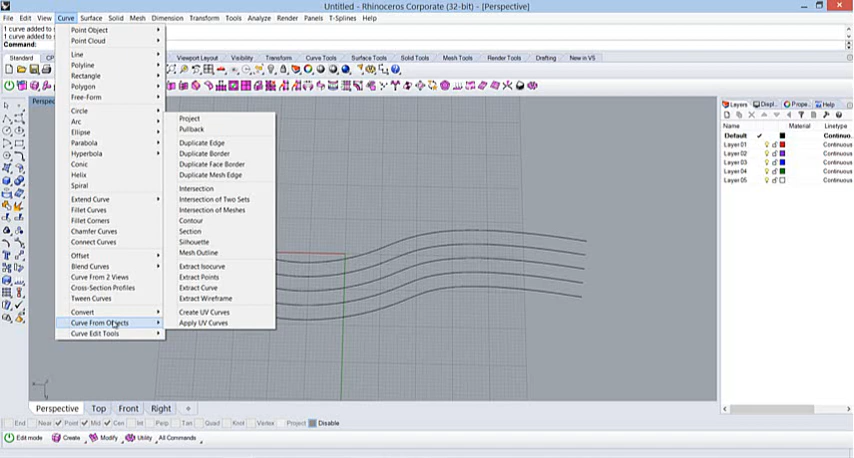 Untitled - Rhinoceros Corporate (32-bit) - [Perspective]
File Edit View Curve Surface Solid Mesh Dimension Transform Tools Analyze Render Panels T-Splines Help
1 curve added to s
1 curve added to s
Command:
Standard CP Viewport Layout Visibility Transform Curve Tools Surface Tools Solid Tools Mesh Tools Render Tools Drafting New in V5
Perspec
Point Object
Point Cloud
Line
Polyline
Rectangle
Polygon
Free-Form
Circle
Arc
Ellipse
Parabola
Hyperbola
Conic
Helix
Spiral
Extend Curve
Fillet Curves
Fillet Corners
Chamfer Curves
Connect Curves
Offset
Blend Curves
Curve From 2 Views
Cross-Section Profiles
Tween Curves
Convert
Curve From Objects
Curve Edit Tools
Project
Pullback
Duplicate Edge
Duplicate Border
Duplicate Face Border
Duplicate Mesh Edge
Intersection
Intersection of Two Sets
Intersection of Meshes
Contour
Section
Silhouette
Mesh Outline
Extract Isocurve
Extract Points
Extract Curve
Extract Wireframe
Create UV Curves
Apply UV Curves
Layers Displ... Prope... Help
Name Material Linetype
Default Continuo...
Layer 01 Continuous
Layer 02 Continuous
Layer 03 Continuous
Layer 04 Continuous
Layer 05 Continuous
Perspective Top Front Right
End Near Point Mid Cen Int Perp Tan Quad Knot Vertex Project Disable
Edit mode Create Modify Utility All Commands